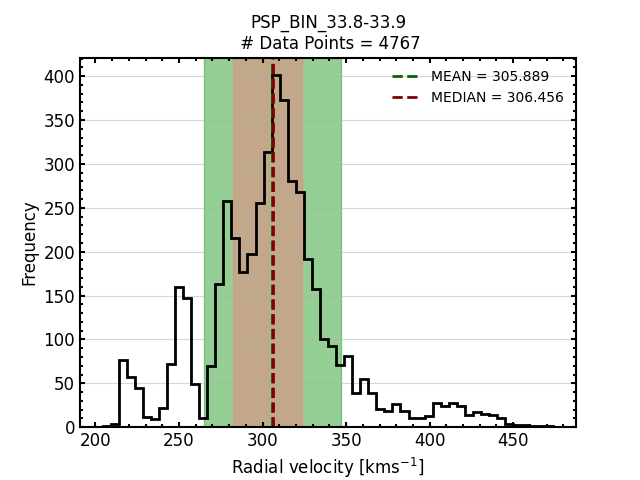 PSP_BIN_33.8-33.9
# Data Points = 4767
MEAN = 305.889
MEDIAN = 306.456
Frequency
400
350
300
250
200
150
100
50
0
200 250 300 350 400 450
Radial velocity [kms⁻¹]